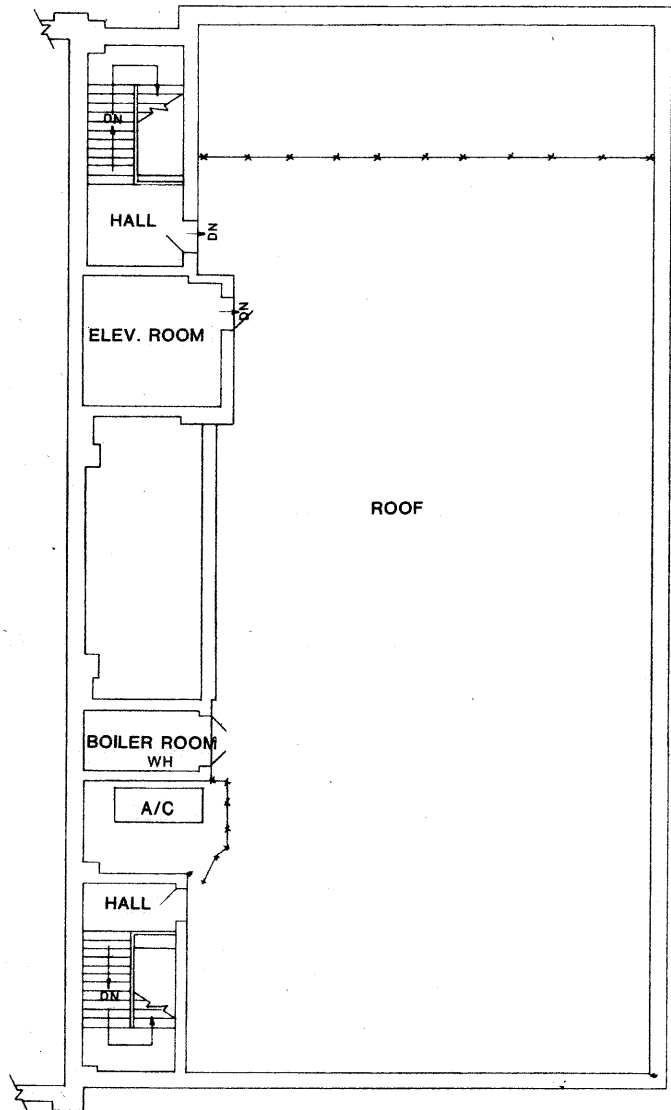 DN
HALL
DN
DN
ELEV. ROOM
ROOF
BOILER ROOM
WH
A/C
HALL
DN